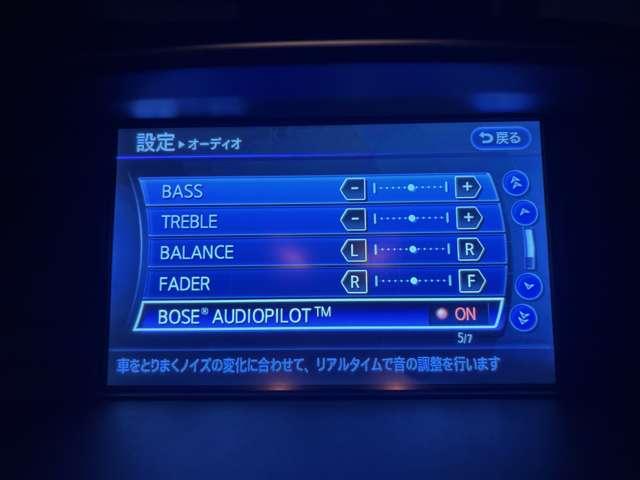 設定▶オーディオ 戻る
BASS - +
TREBLE - +
BALANCE L R
FADER R F
BOSE® AUDIOPILOT™ ON
5/7
車をとりまくノイズの変化に合わせて、リアルタイムで音の調整を行います